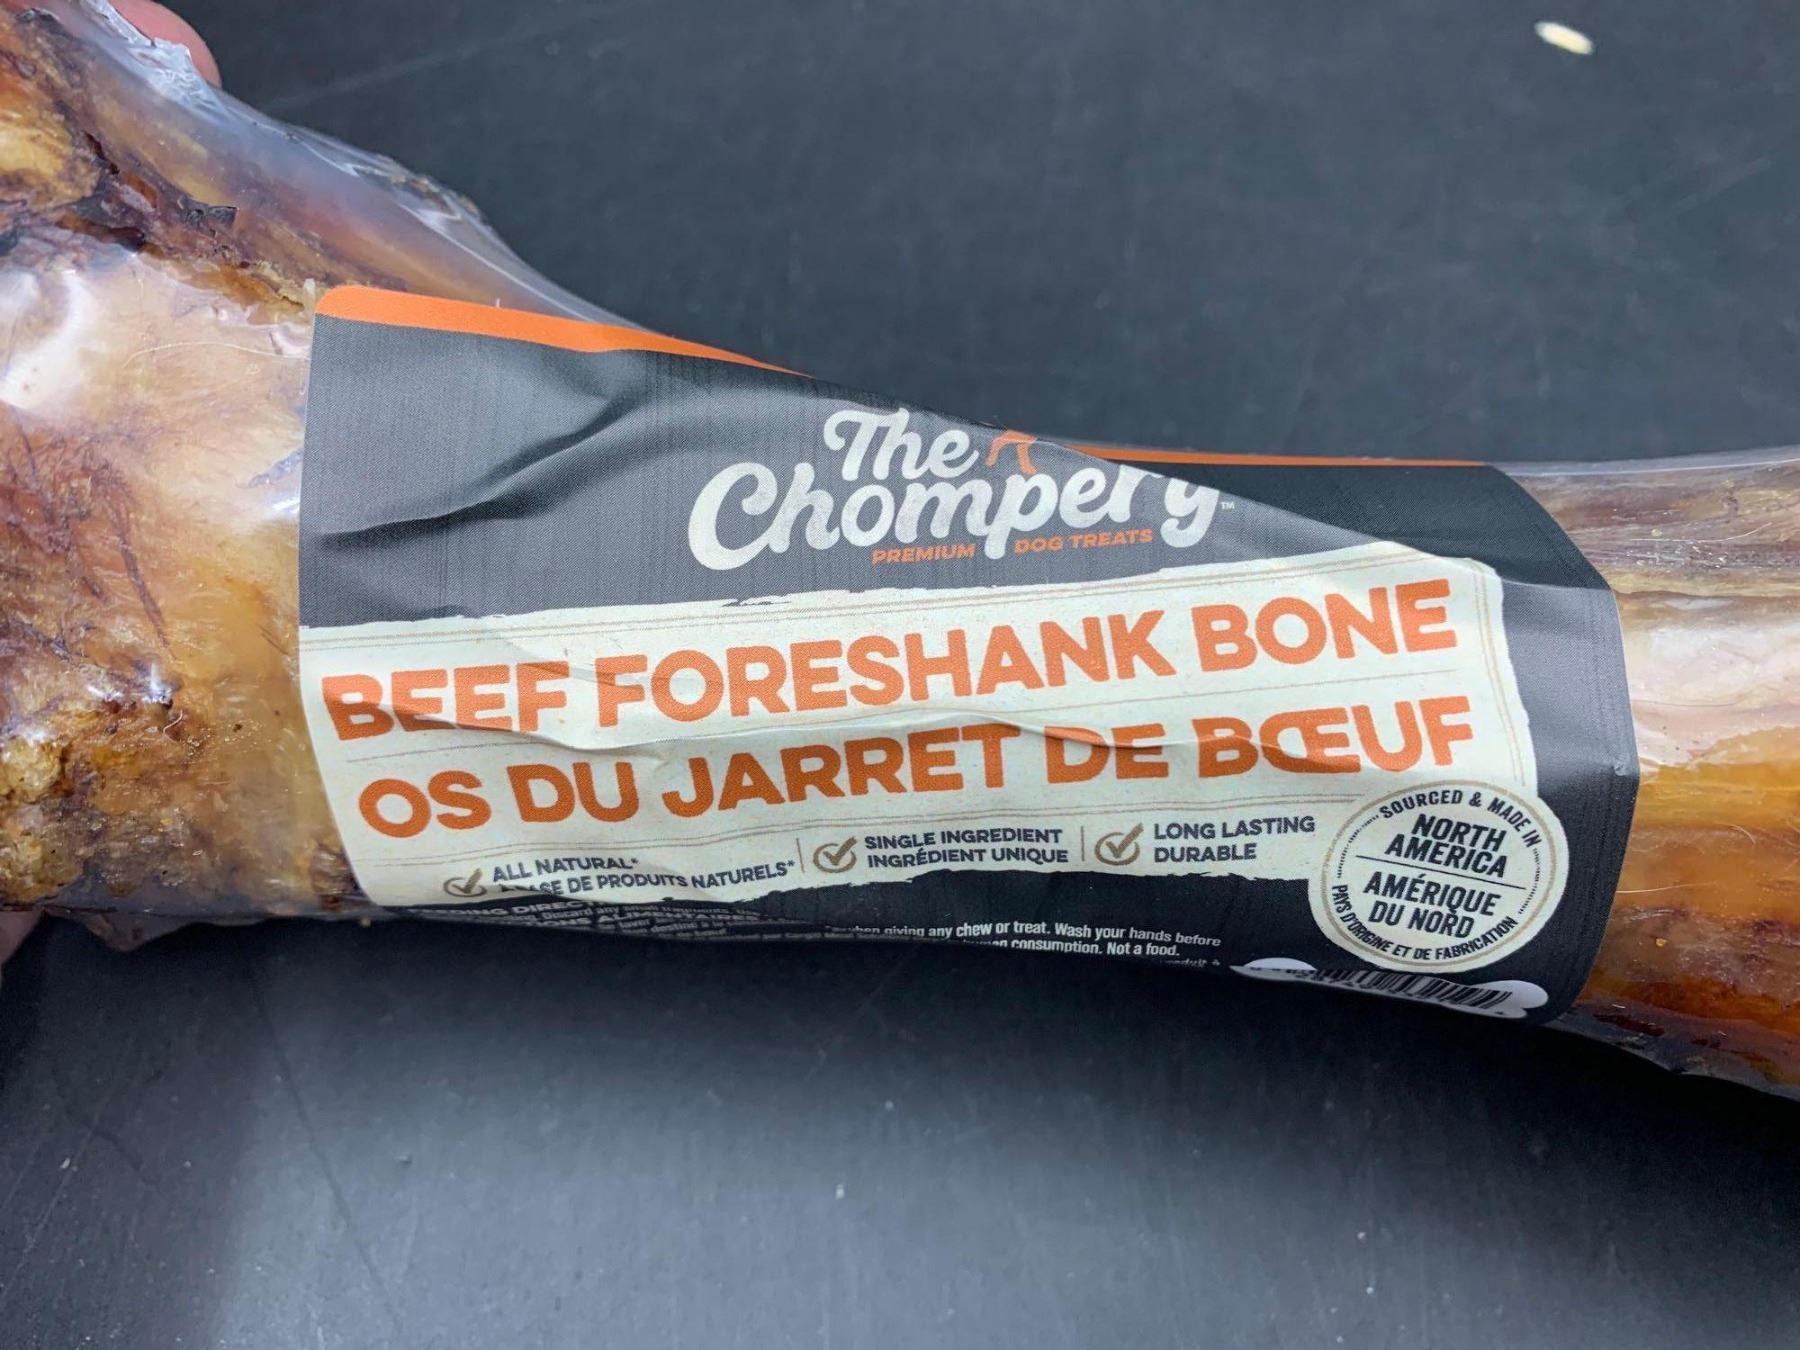 The
Chompery™
PREMIUM DOG TREATS
BEEF FORESHANK BONE
OS DU JARRET DE BŒUF
ALL NATURAL*
SE DE PRODUITS NATURELS*
SINGLE INGREDIENT
INGRÉDIENT UNIQUE
LONG LASTING
DURABLE
SOURCED & MADE IN
NORTH
AMERICA
AMÉRIQUE
DU NORD
PAYS D'ORIGINE ET DE FABRICATION
when giving any chew or treat. Wash your hands before
consumption. Not a food.